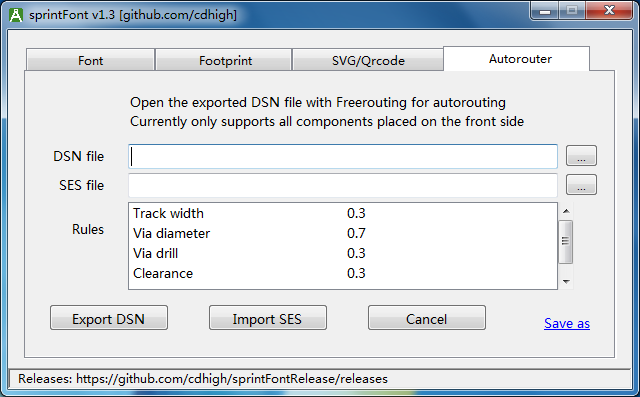 sprintFont v1.3 [github.com/cdhigh]
Font Footprint SVG/Qrcode Autorouter
Open the exported DSN file with Freerouting for autorouting
Currently only supports all components placed on the front side
DSN file ...
SES file ...
Rules
Track width 0.3
Via diameter 0.7
Via drill 0.3
Clearance 0.3
Export DSN Import SES Cancel Save as
Releases: https://github.com/cdhigh/sprintFontRelease/releases